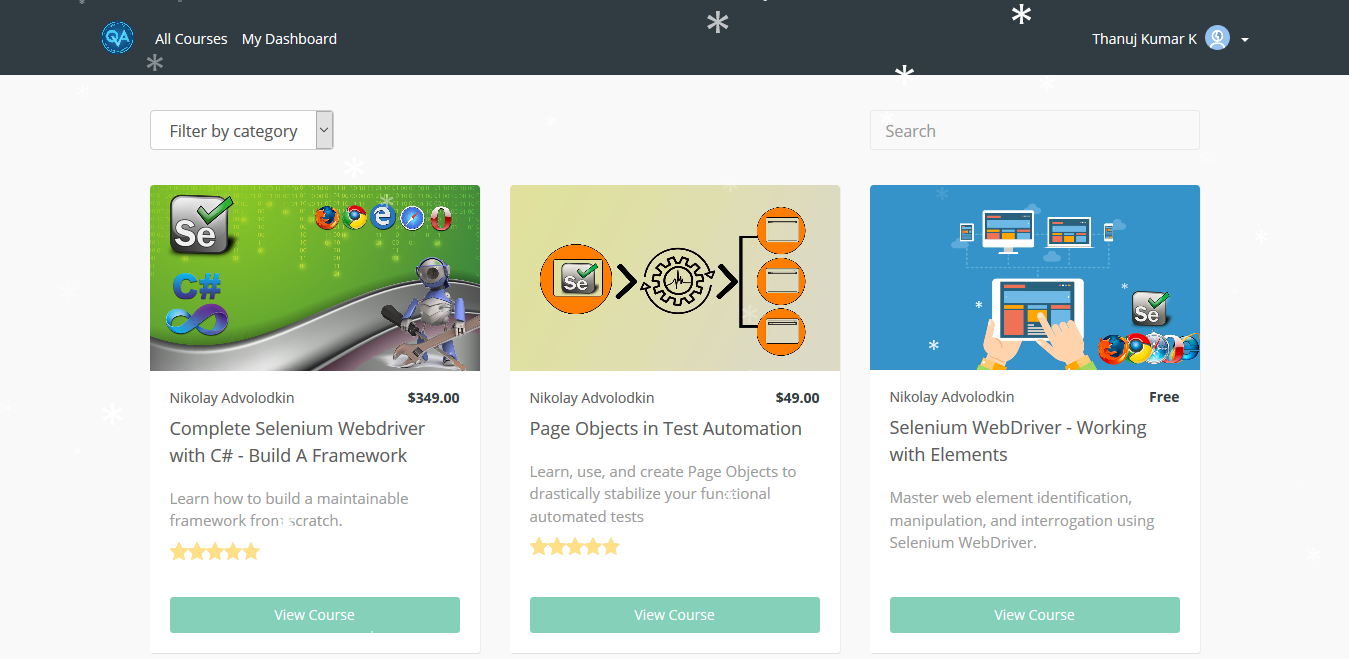 QA
All Courses
My Dashboard
Thanuj Kumar K
Filter by category
Search
Se
C#
Nikolay Advolodkin
$349.00
Complete Selenium Webdriver
with C# - Build A Framework
Learn how to build a maintainable
framework from scratch.
View Course
Se
Nikolay Advolodkin
$49.00
Page Objects in Test Automation
Learn, use, and create Page Objects to
drastically stabilize your functional
automated tests
View Course
Se
Nikolay Advolodkin
Free
Selenium WebDriver - Working
with Elements
Master web element identification,
manipulation, and interrogation using
Selenium WebDriver.
View Course